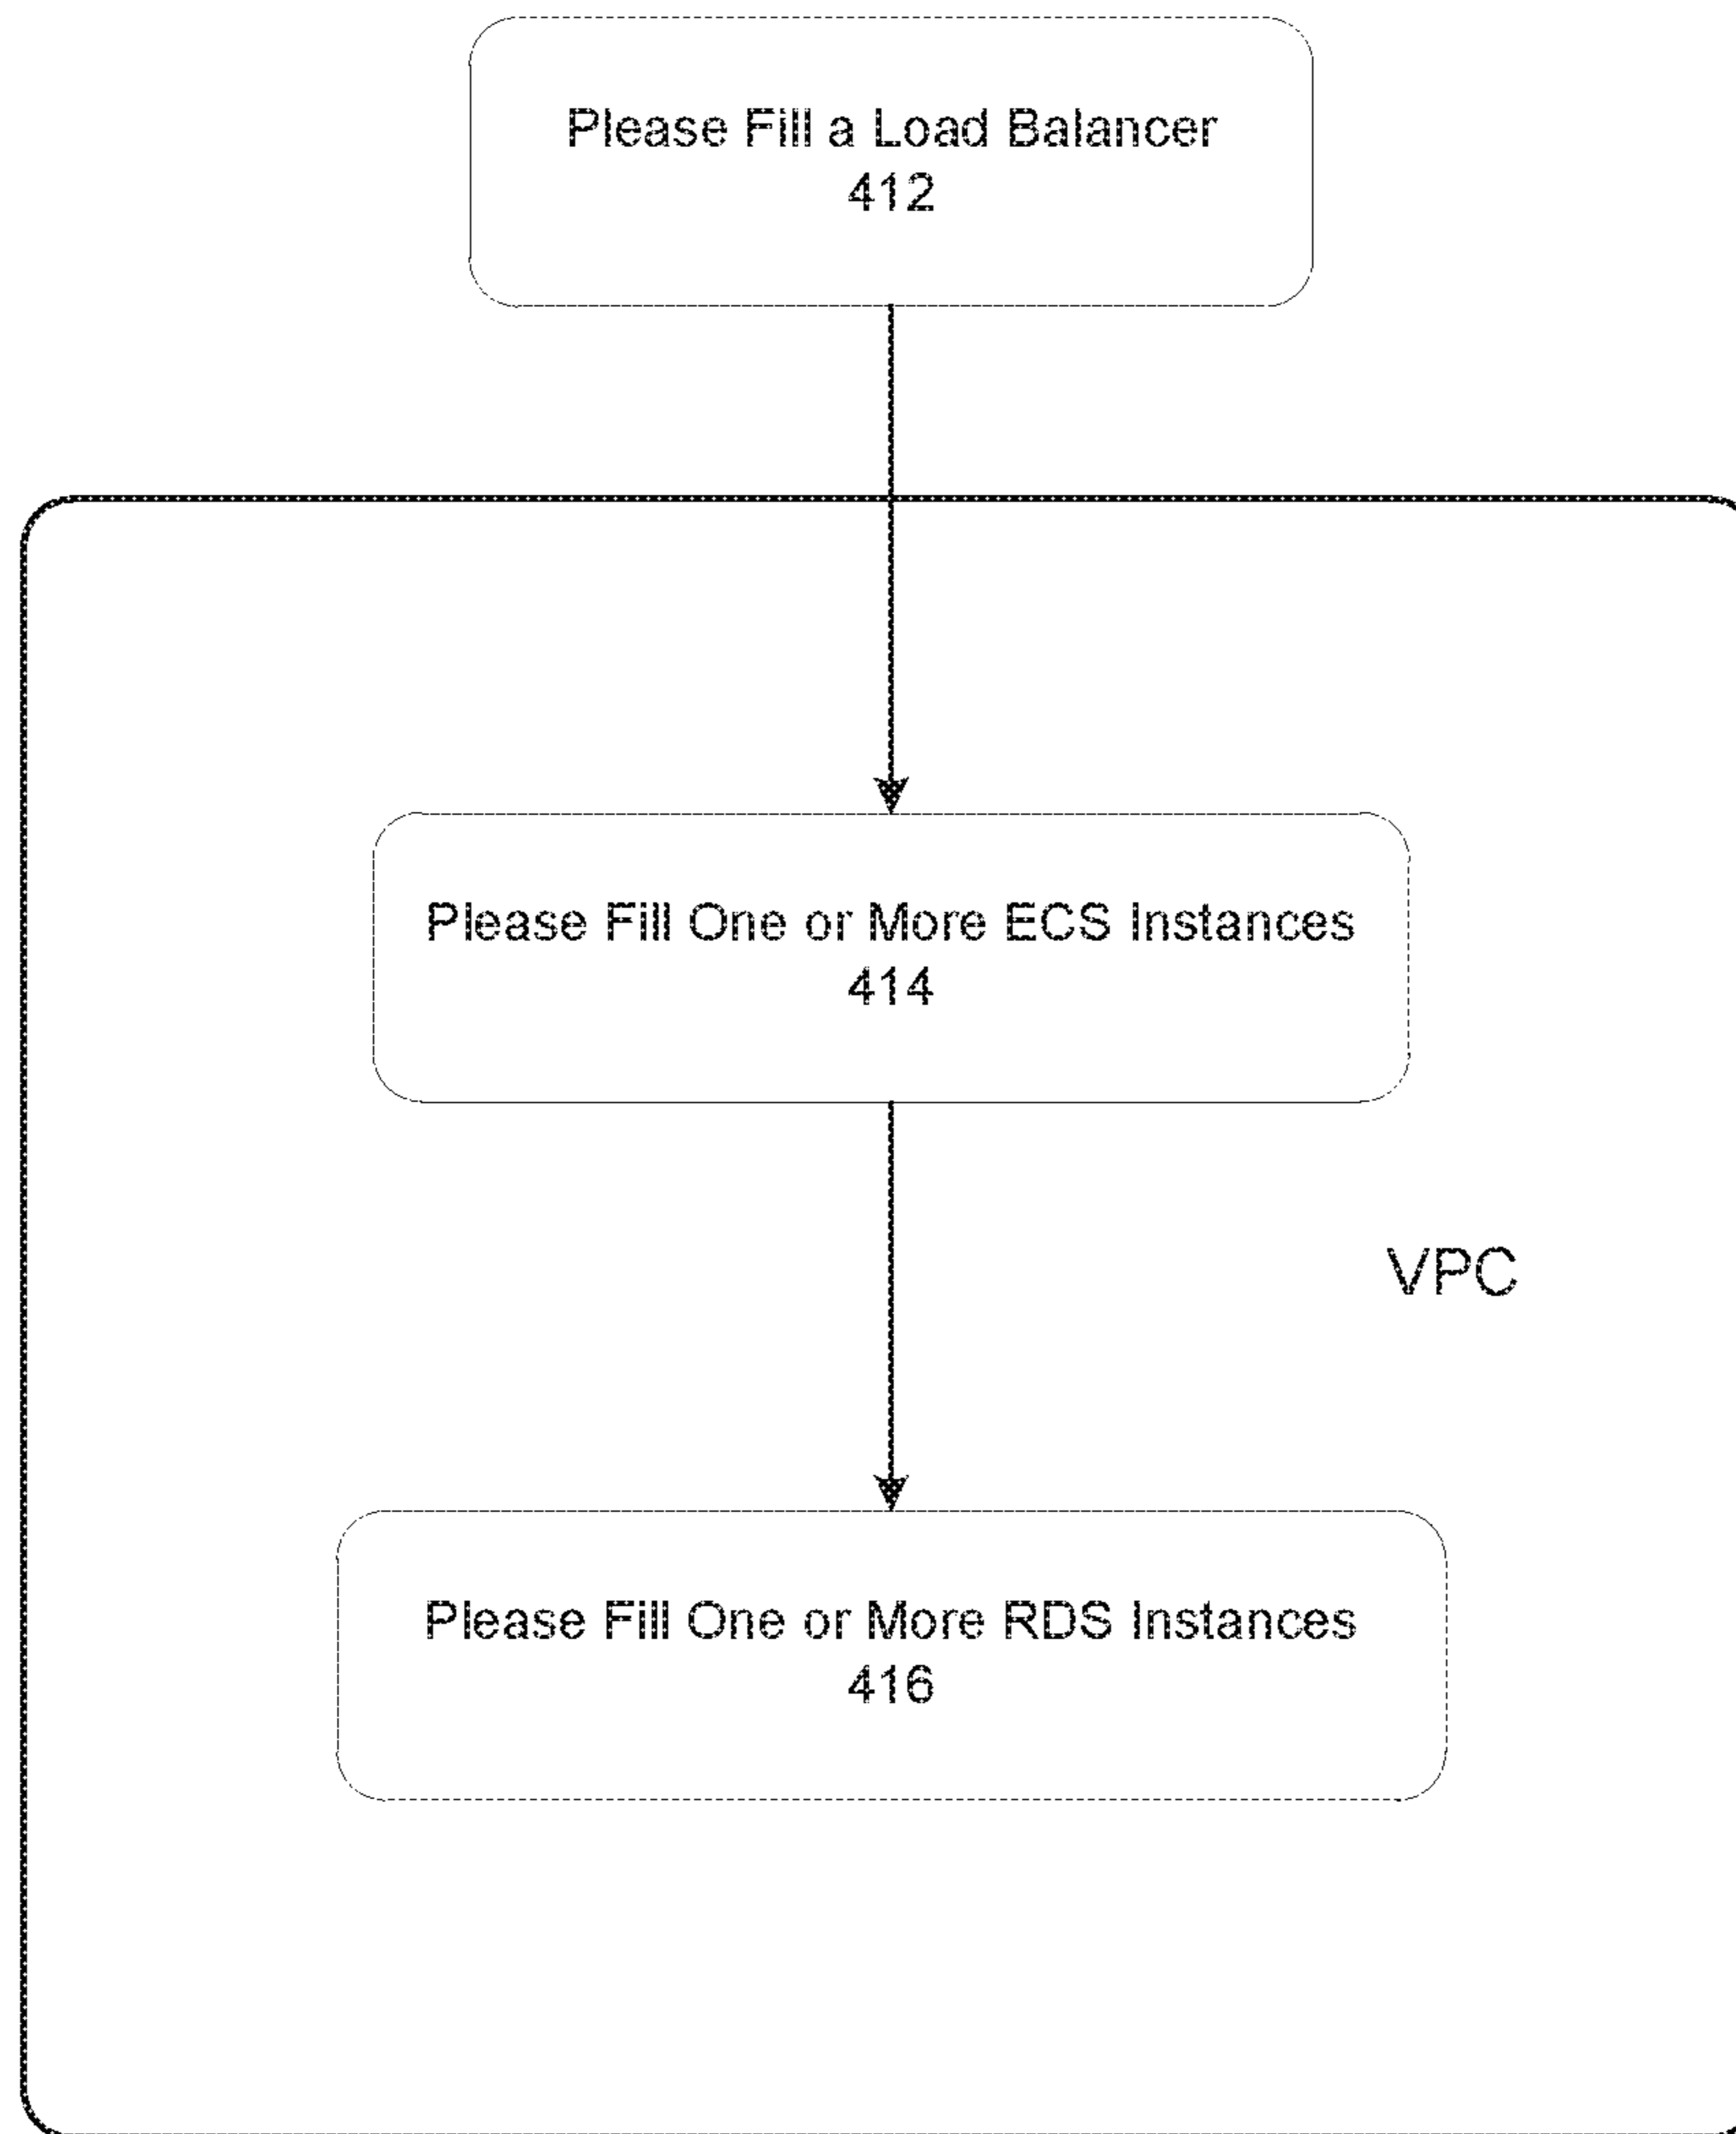 Please Fill a Load Balancer
412
Please Fill One or More ECS Instances
414
VPC
Please Fill One or More RDS Instances
416